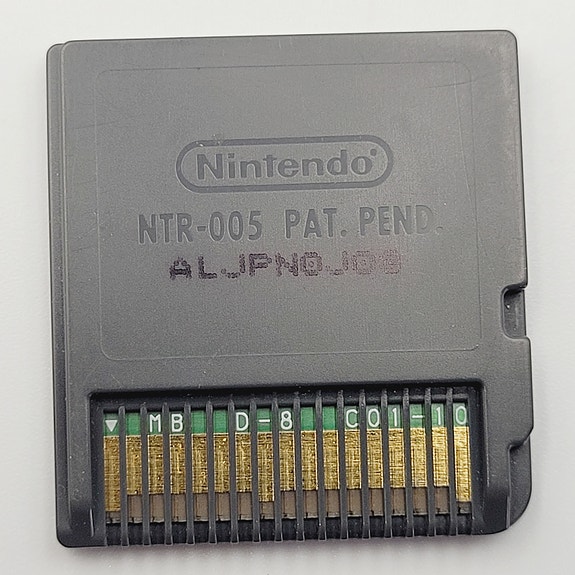 Nintendo®
NTR-005 PAT. PEND.
ALJPN0J08
MB D-8 C01-10